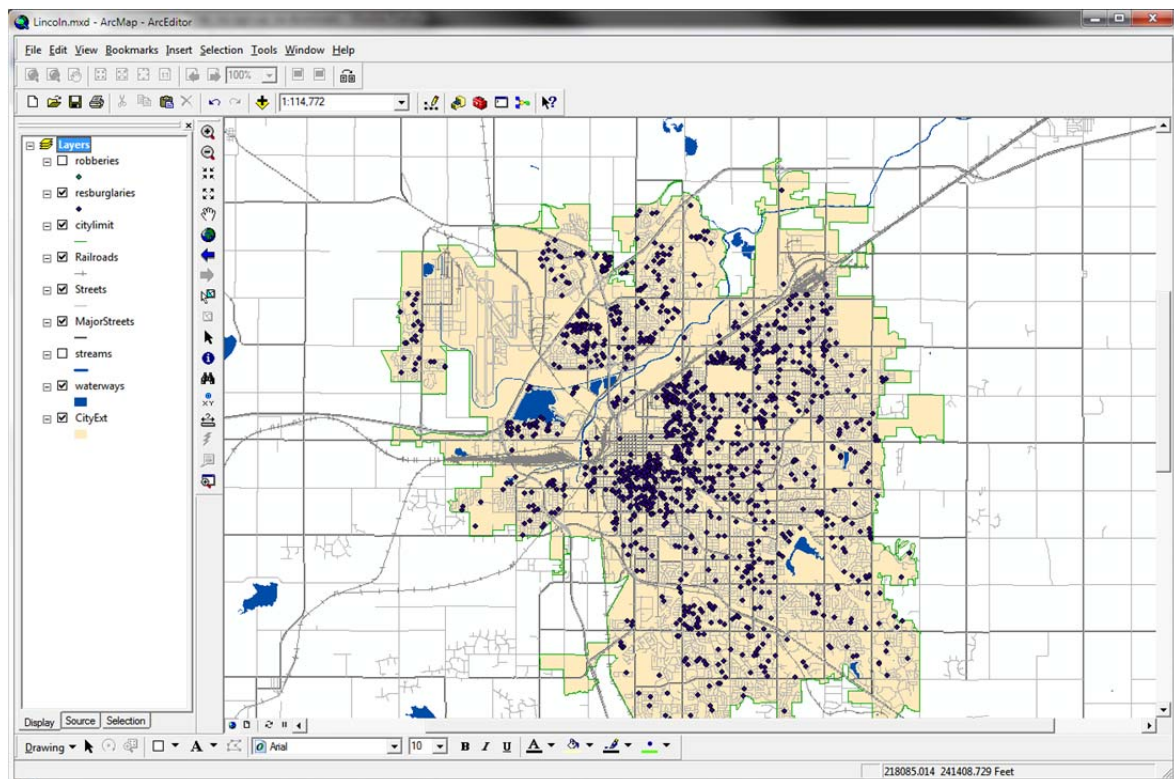 Lincoln.mxd - ArcMap - ArcEditor
File Edit View Bookmarks Insert Selection Tools Window Help
100%
1:114,772
Layers
robberies
resburglaries
citylimit
Railroads
Streets
MajorStreets
streams
waterways
CityExt
XY
Display Source Selection
Drawing A Arial 10 B I U A
218085.014 241408.729 Feet